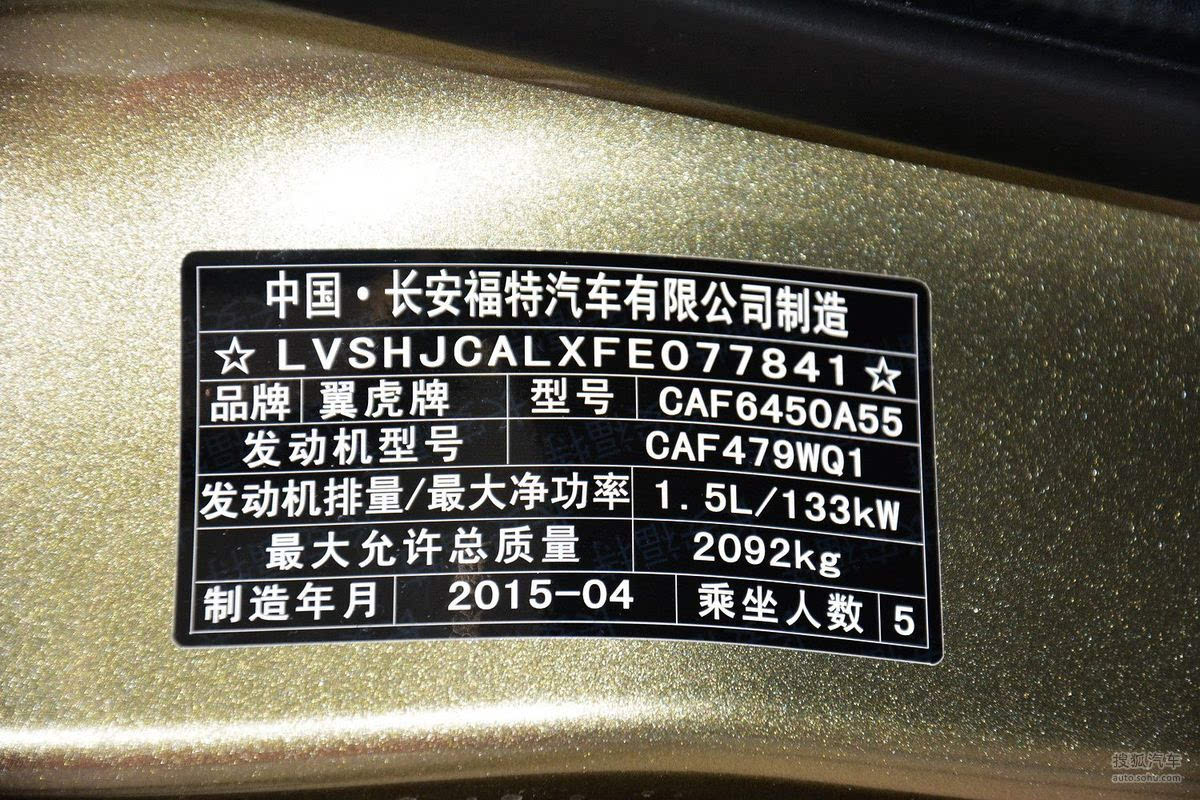 中国·长安福特汽车有限公司制造
☆LVSHJCALXFE077841☆
品牌 翼虎牌 型号 CAF6450A55
发动机型号 CAF479WQ1
发动机排量/最大净功率 1.5L/133kW
最大允许总质量 2092kg
制造年月 2015-04 乘坐人数 5
搜狐汽车
auto.sohu.com